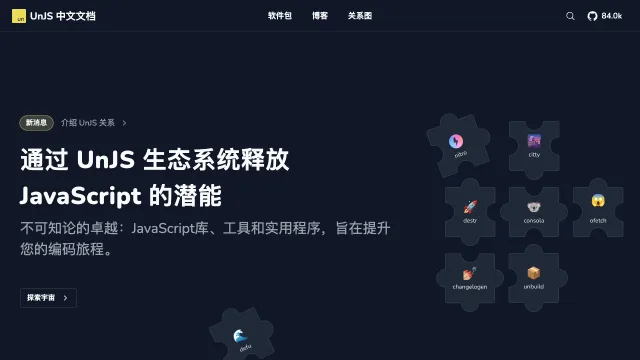 un
UnJS 中文文档
软件包
博客
关系图
84.0k
新消息
介绍 UnJS 关系
通过 UnJS 生态系统释放
JavaScript 的潜能
不可知论的卓越：JavaScript库、工具和实用程序，旨在提升
您的编码旅程。
探索宇宙
nitro
citty
destr
consola
ofetch
changelogen
unbuild
defu